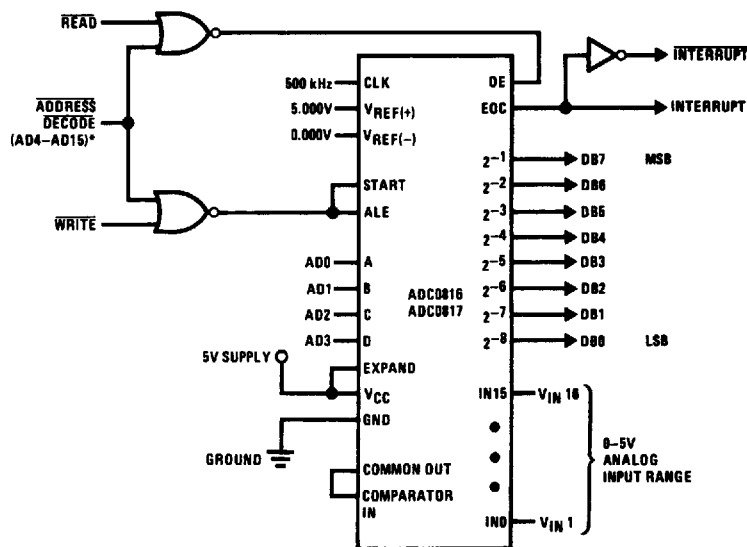 READ
ADDRESS
DECODE
(AD4–AD15)*
WRITE
500 kHz
CLK
5.000V
VREF(+)
0.000V
VREF(−)
START
ALE
AD0
A
AD1
B
AD2
C
AD3
D
5V SUPPLY
EXPAND
VCC
GND
GROUND
COMMON OUT
COMPARATOR
IN
ADC0816
ADC0817
OE
EOC
INTERRUPT
INTERRUPT
2−1 DB7 MSB
2−2 DB6
2−3 DB5
2−4 DB4
2−5 DB3
2−6 DB2
2−7 DB1
2−8 DB0 LSB
IN15 VIN 16
0–5V
ANALOG
INPUT RANGE
IN0 VIN 1